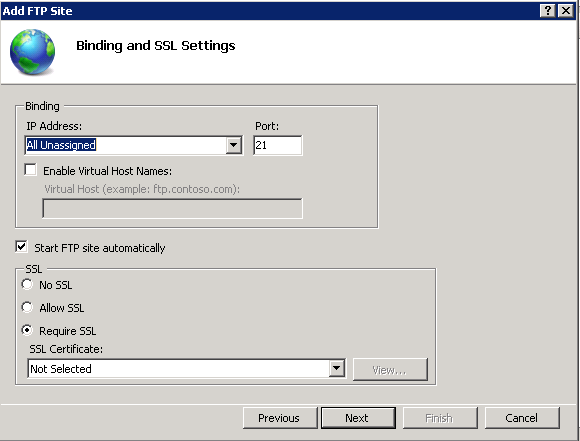 Add FTP Site
Binding and SSL Settings
Binding
IP Address: Port:
All Unassigned 21
Enable Virtual Host Names:
Virtual Host (example: ftp.contoso.com):
Start FTP site automatically
SSL
No SSL
Allow SSL
Require SSL
SSL Certificate:
Not Selected View...
Previous Next Finish Cancel